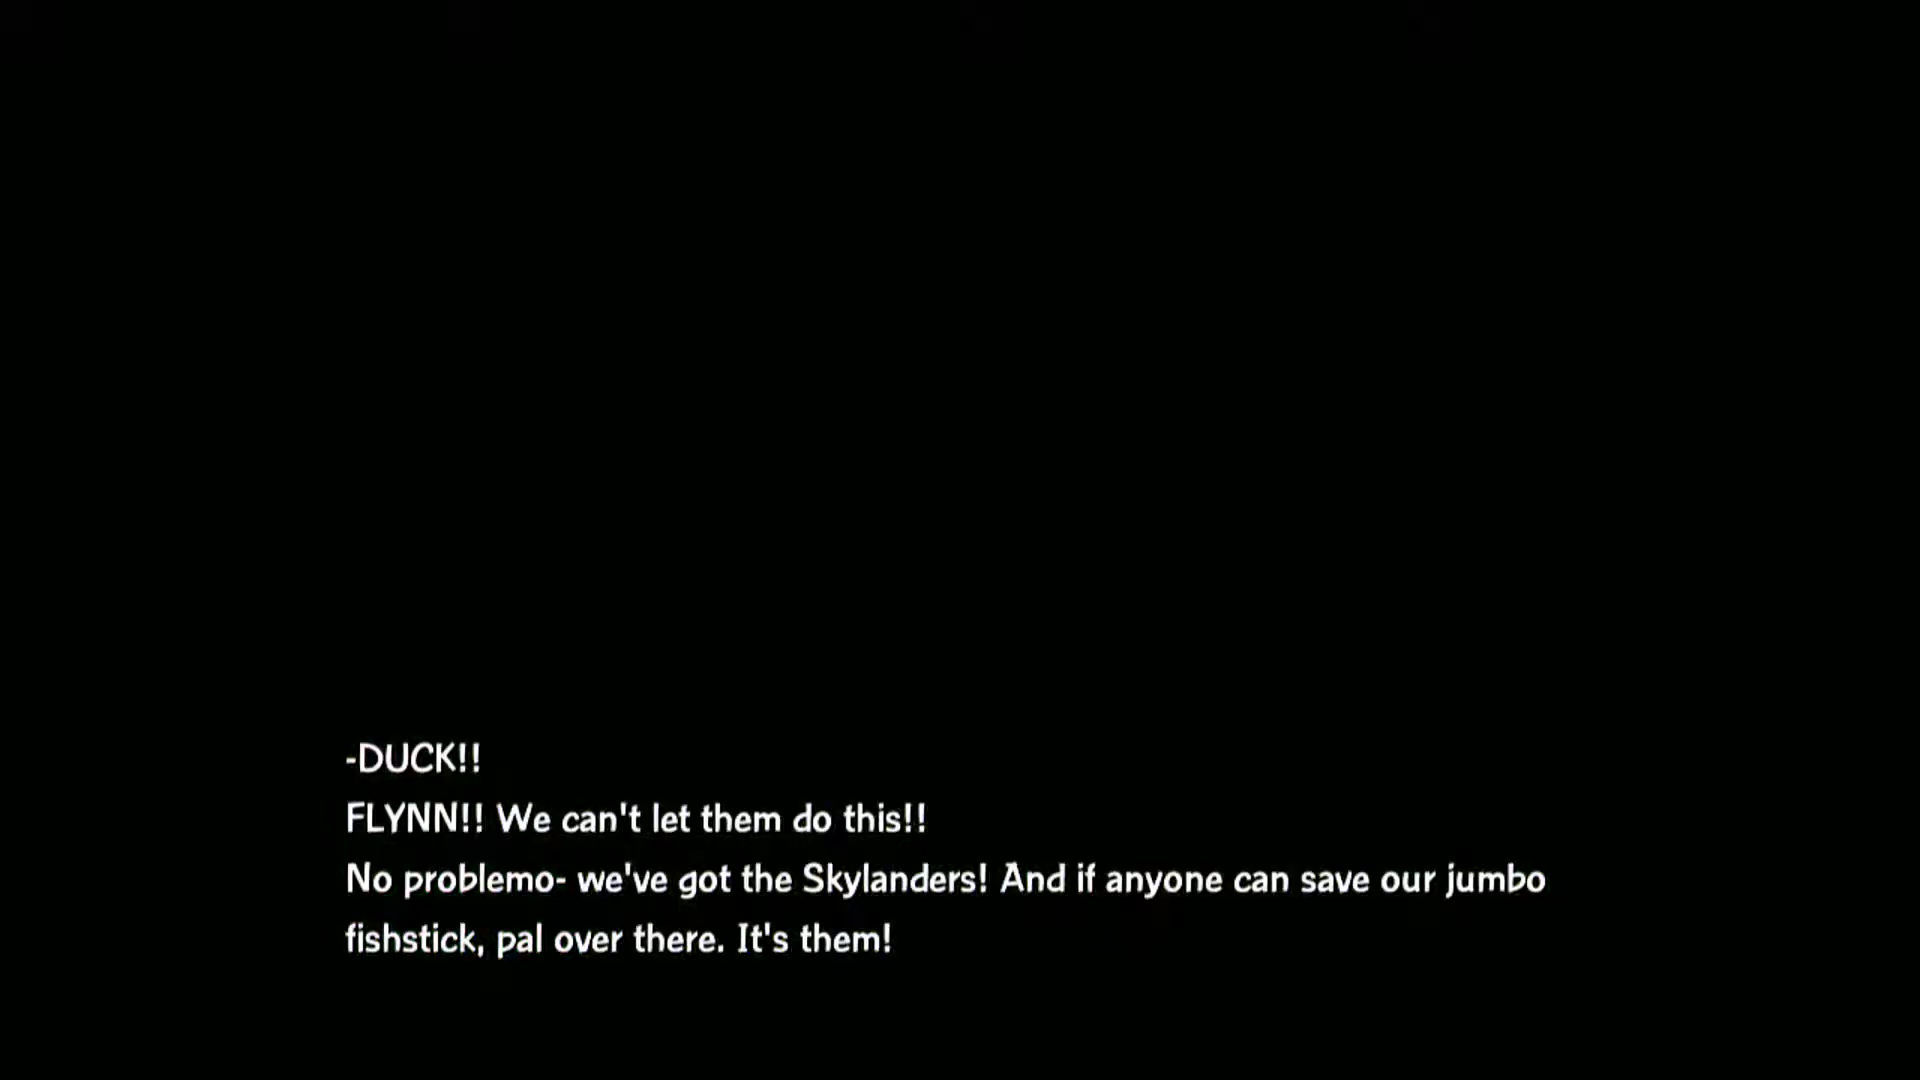 -DUCK!!
FLYNN!! We can't let them do this!!
No problemo- we've got the Skylanders! And if anyone can save our jumbo
fishstick, pal over there. It's them!